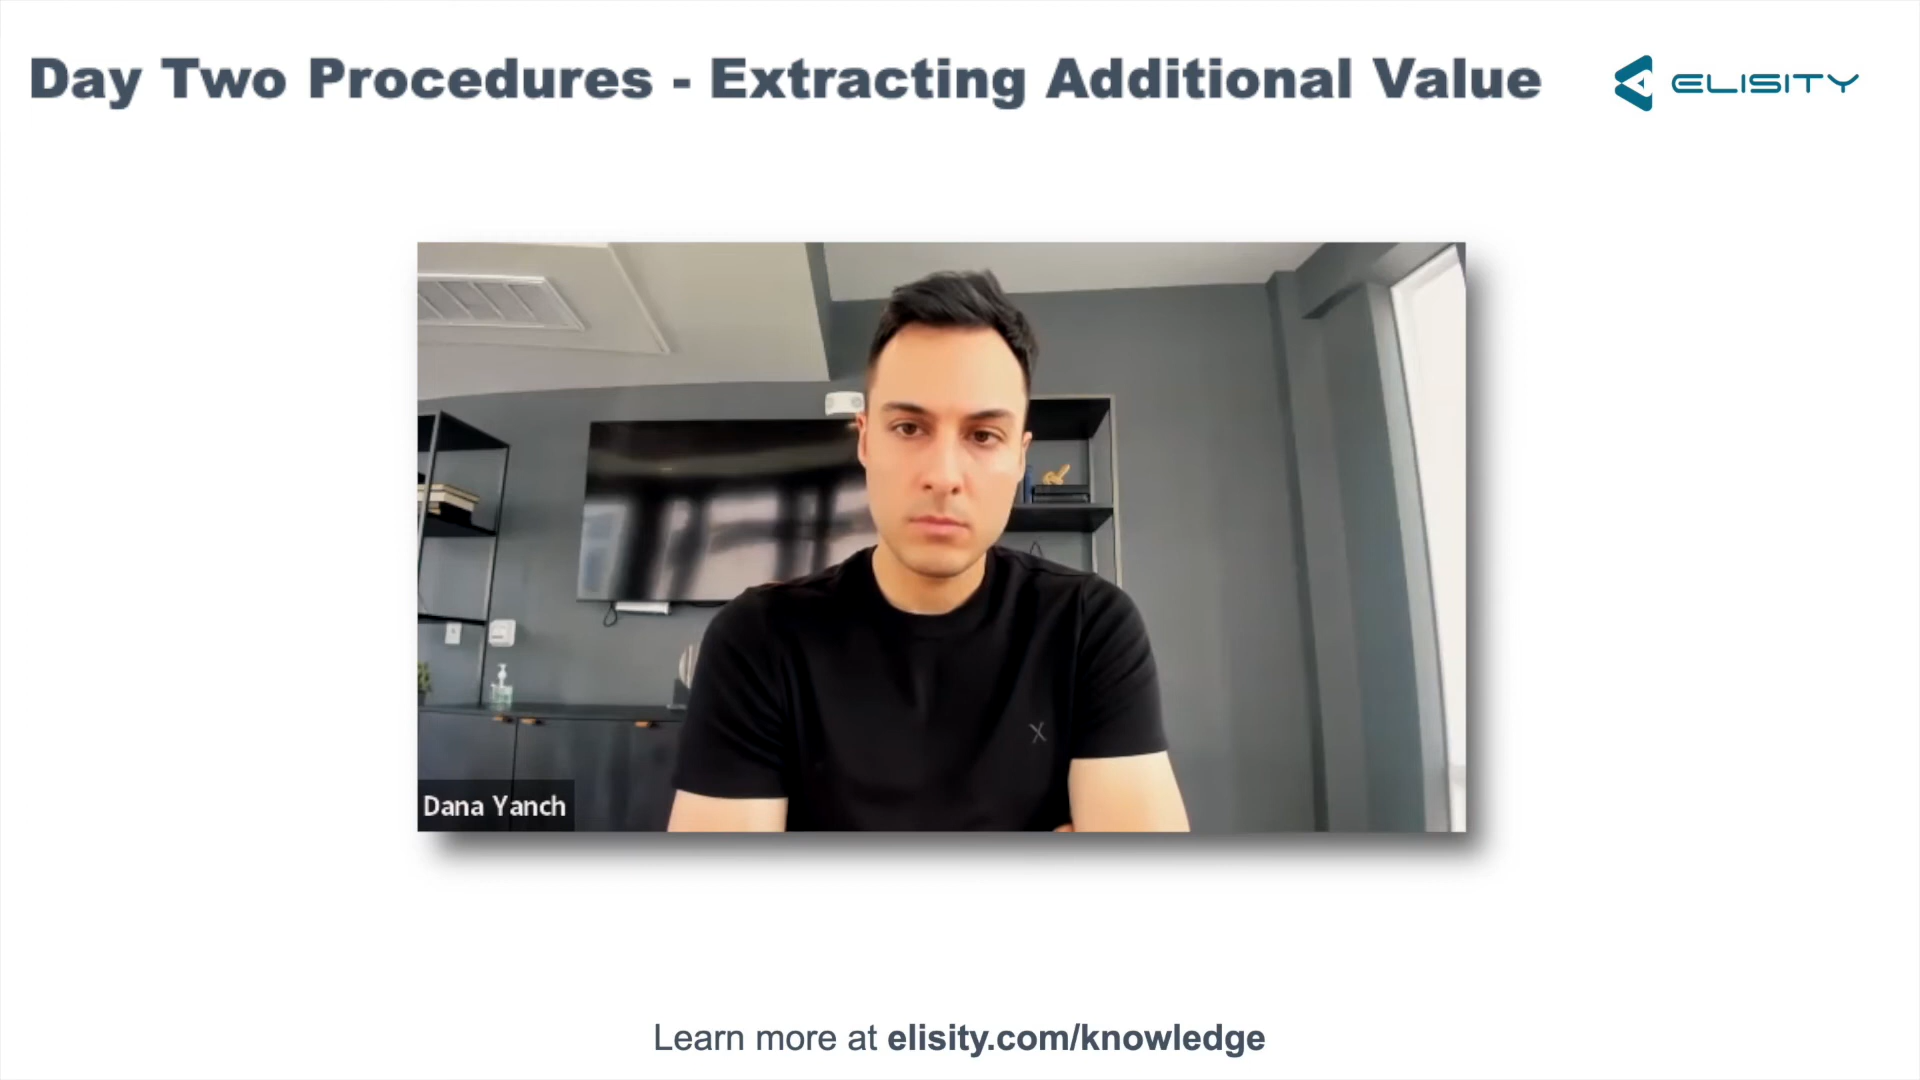 Day Two Procedures - Extracting Additional Value
ELISITY
X
Dana Yanch
Learn more at elisity.com/knowledge